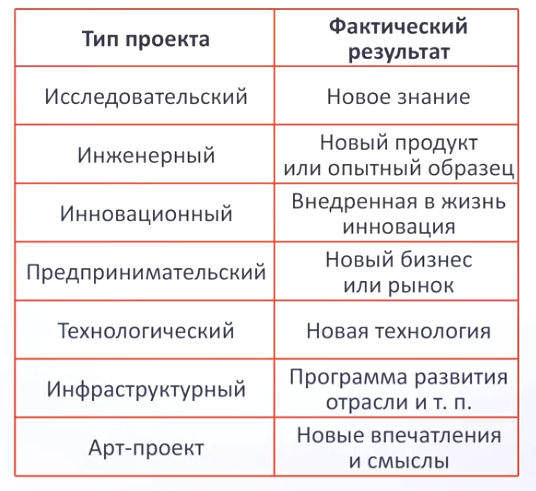 Тип проекта
Фактический
результат
Исследовательский
Новое знание
Инженерный
Новый продукт
или опытный образец
Инновационный
Внедренная в жизнь
инновация
Предпринимательский
Новый бизнес
или рынок
Технологический
Новая технология
Инфраструктурный
Программа развития
отрасли и т. п.
Арт-проект
Новые впечатления
и смыслы